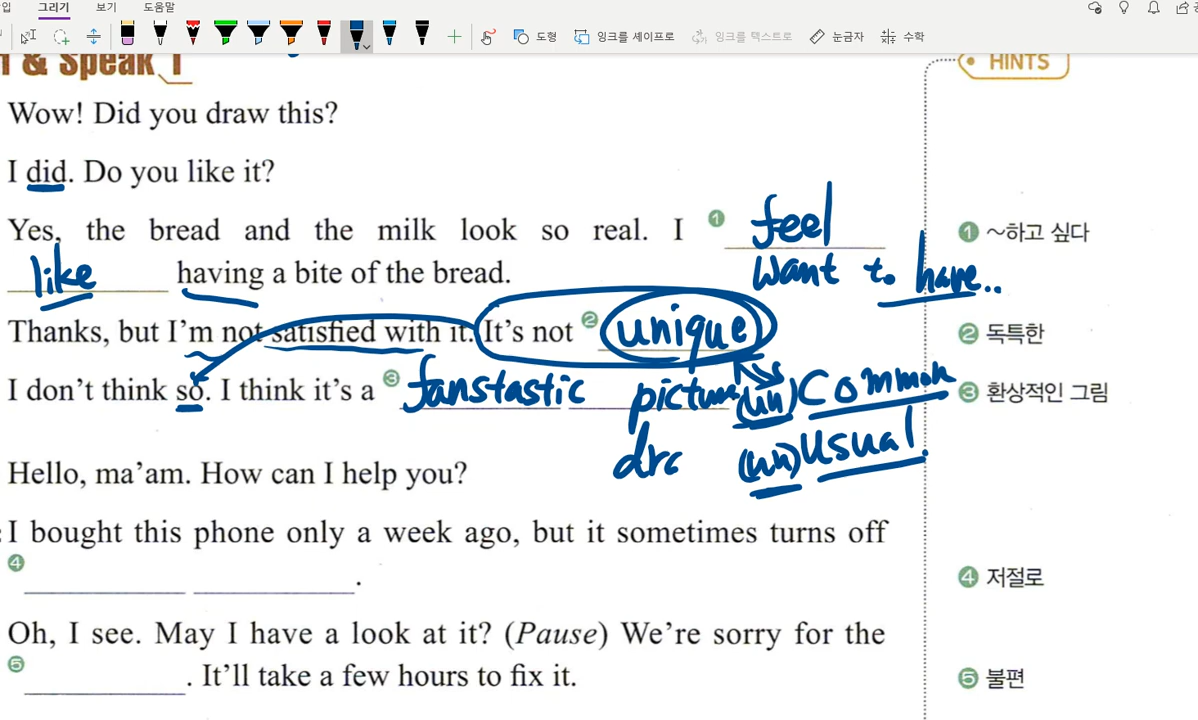 그리기 보기 도움말
도형 잉크를 셰이프로 잉크를 텍스트로 눈금자 수학
& Speak 1
HINTS
Wow! Did you draw this?
I did. Do you like it?
Yes, the bread and the milk look so real. I ① feel
① ~하고 싶다
like having a bite of the bread.
want to have..
Thanks, but I'm not satisfied with it. It's not ② unique
② 독특한
I don't think so. I think it's a ③ fanstastic picture
(un) Common
③ 환상적인 그림
dra
(un) usual.
Hello, ma'am. How can I help you?
I bought this phone only a week ago, but it sometimes turns off
④ .
④ 저절로
Oh, I see. May I have a look at it? (Pause) We're sorry for the
⑤ . It'll take a few hours to fix it.
⑤ 불편